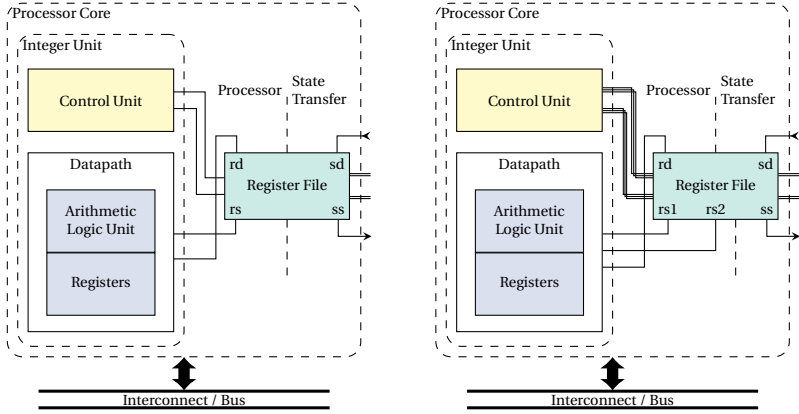 Processor Core
Integer Unit
Control Unit
Processor
State
Transfer
Datapath
rd
sd
Register File
rs
ss
Arithmetic
Logic Unit
Registers
Interconnect / Bus
Processor Core
Integer Unit
Control Unit
Processor
State
Transfer
Datapath
rd
sd
Register File
rs1
rs2
ss
Arithmetic
Logic Unit
Registers
Interconnect / Bus